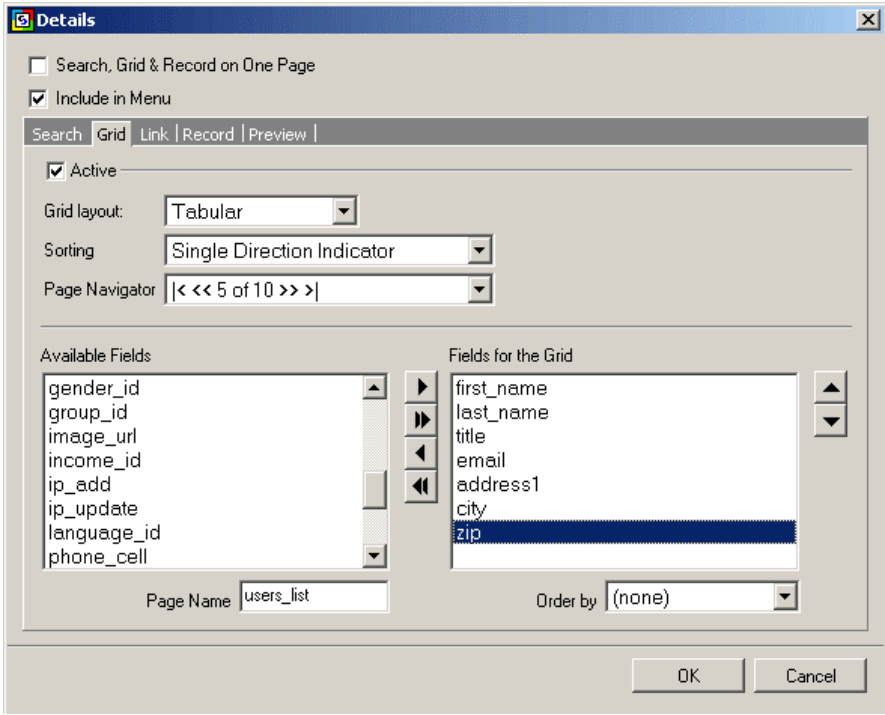 Details
Search, Grid & Record on One Page
Include in Menu
Search Grid Link | Record | Preview |
Active
Grid layout: Tabular
Sorting Single Direction Indicator
Page Navigator |< << 5 of 10 >> >|
Available Fields Fields for the Grid
gender_id
group_id
image_url
income_id
ip_add
ip_update
language_id
phone_cell
first_name
last_name
title
email
address1
city
zip
Page Name users_list Order by (none)
OK Cancel